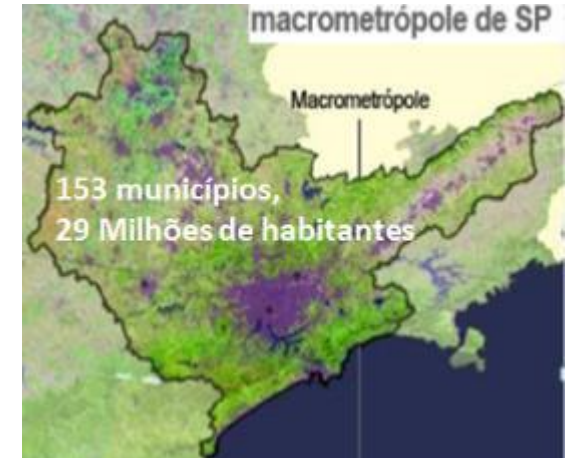 macrometrópole de SP
Macrometrópole
153 municípios,
29 Milhões de habitantes